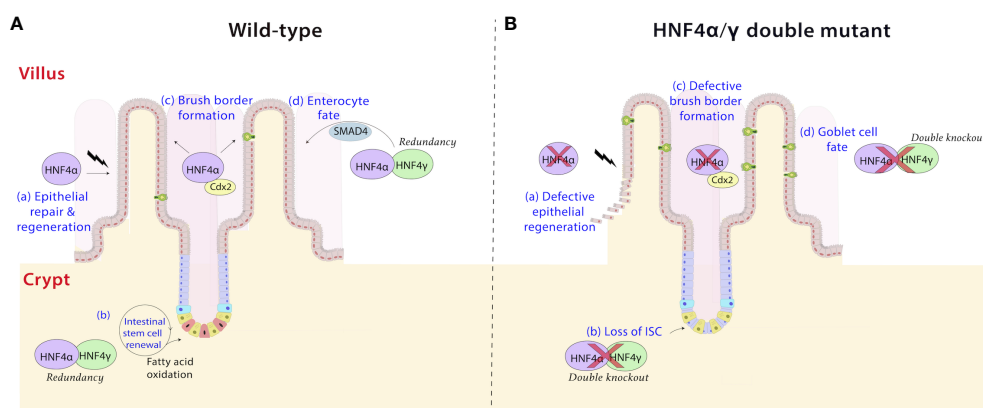 A
Wild-type
Villus
(c) Brush border
formation
(d) Enterocyte
fate
SMAD4
Redundancy
HNF4α
HNF4α
HNF4α
HNF4γ
Cdx2
(a) Epithelial
repair &
regeneration
Crypt
(b)
Intestinal
stem cell
renewal
Fatty acid
oxidation
HNF4α
HNF4γ
Redundancy
B
HNF4α/γ double mutant
(c) Defective
brush border
formation
(d) Goblet cell
fate
Double knockout
HNF4α
HNF4α
HNF4α
HNF4γ
Cdx2
(a) Defective
epithelial
regeneration
(b) Loss of ISC
HNF4α
HNF4γ
Double knockout